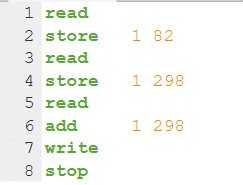 1 read
2 store 1 82
3 read
4 store 1 298
5 read
6 add 1 298
7 write
8 stop